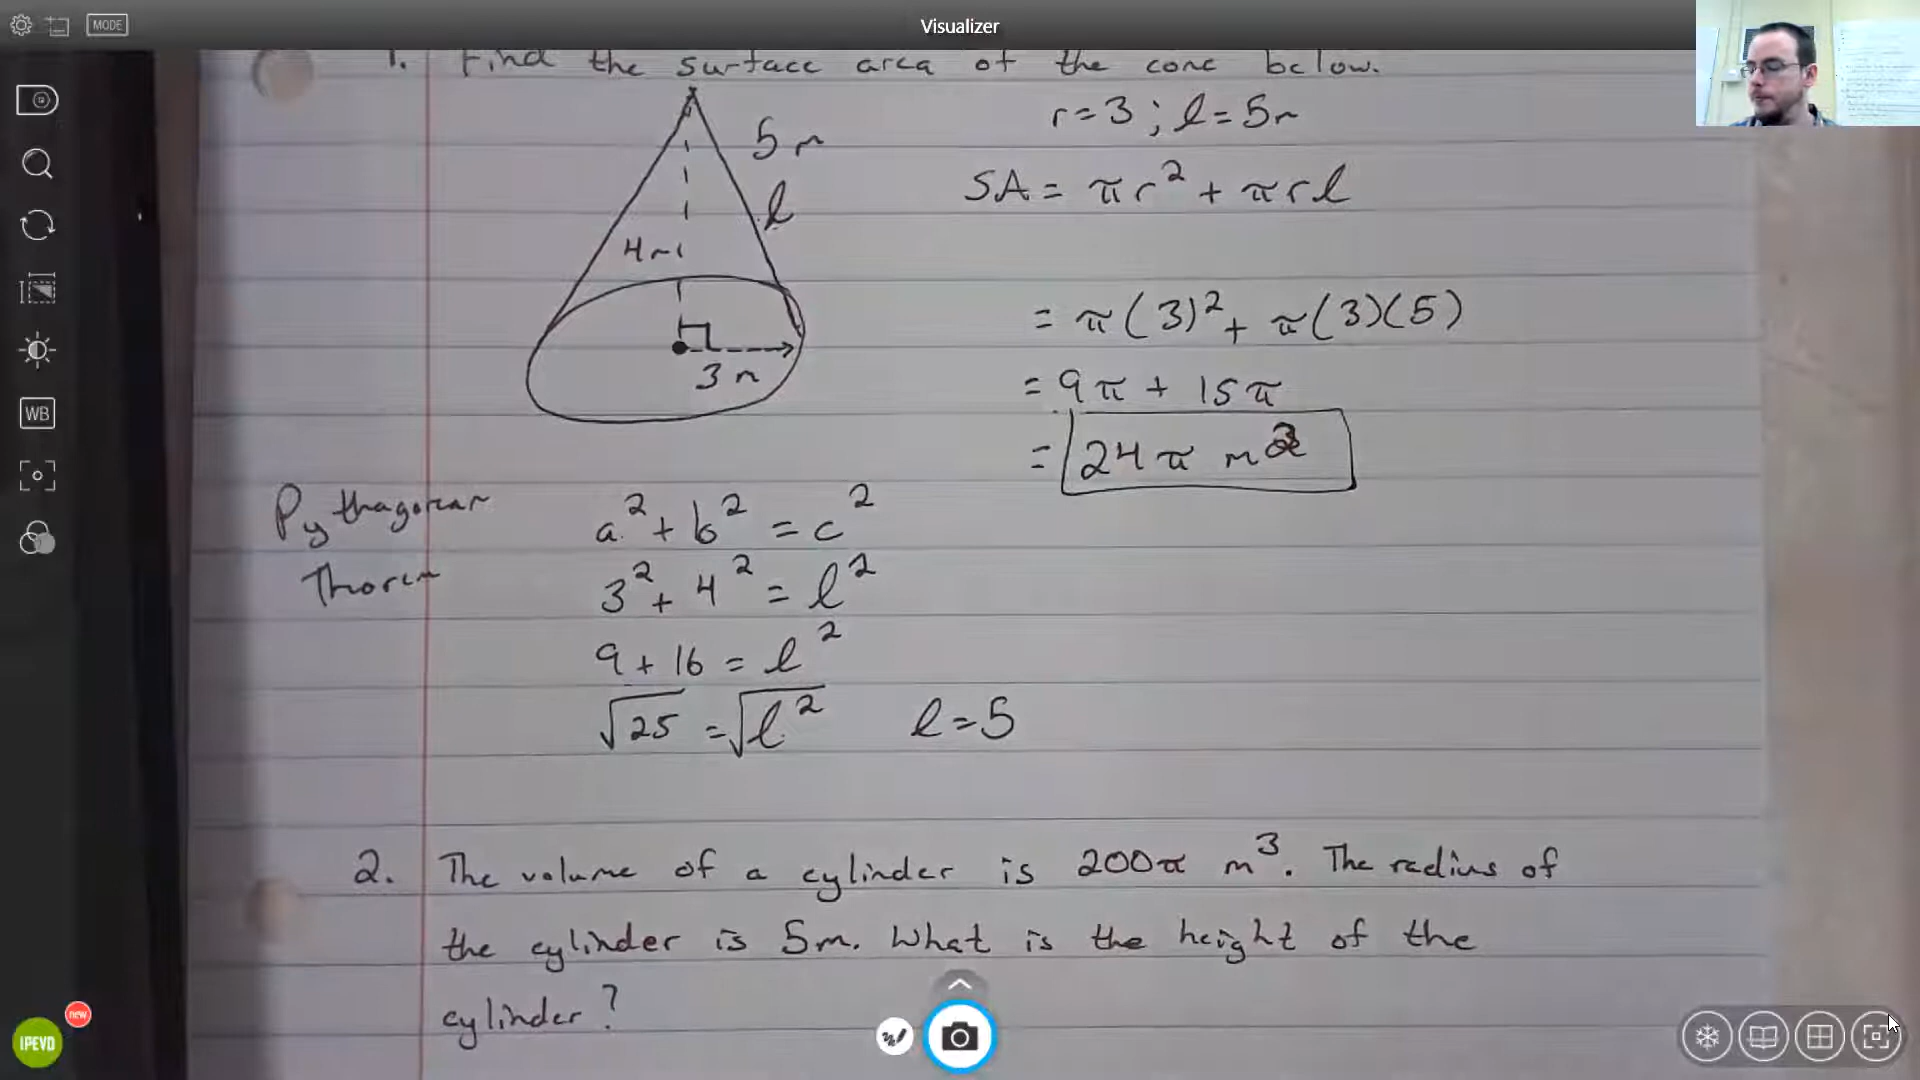 MODE
Visualizer
1. Find the surface area of the cone below.
5m
l
4m
3m
r=3 ; l=5m
SA = πr² + πrl
= π(3)² + π(3)(5)
= 9π + 15π
= 24π m²
Pythagorean
Thorem
a² + b² = c²
3² + 4² = l²
9 + 16 = l²
√25 = √l² l=5
2. The volume of a cylinder is 200π m³. The radius of
the cylinder is 5m. What is the height of the
cylinder?
WB
new
IPEVO